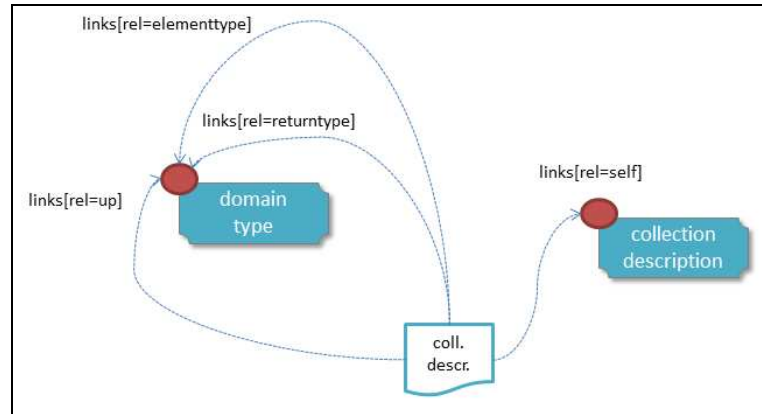 links[rel=elementtype]
links[rel=returntype]
links[rel=self]
links[rel=up]
domain
type
collection
description
coll.
descr.